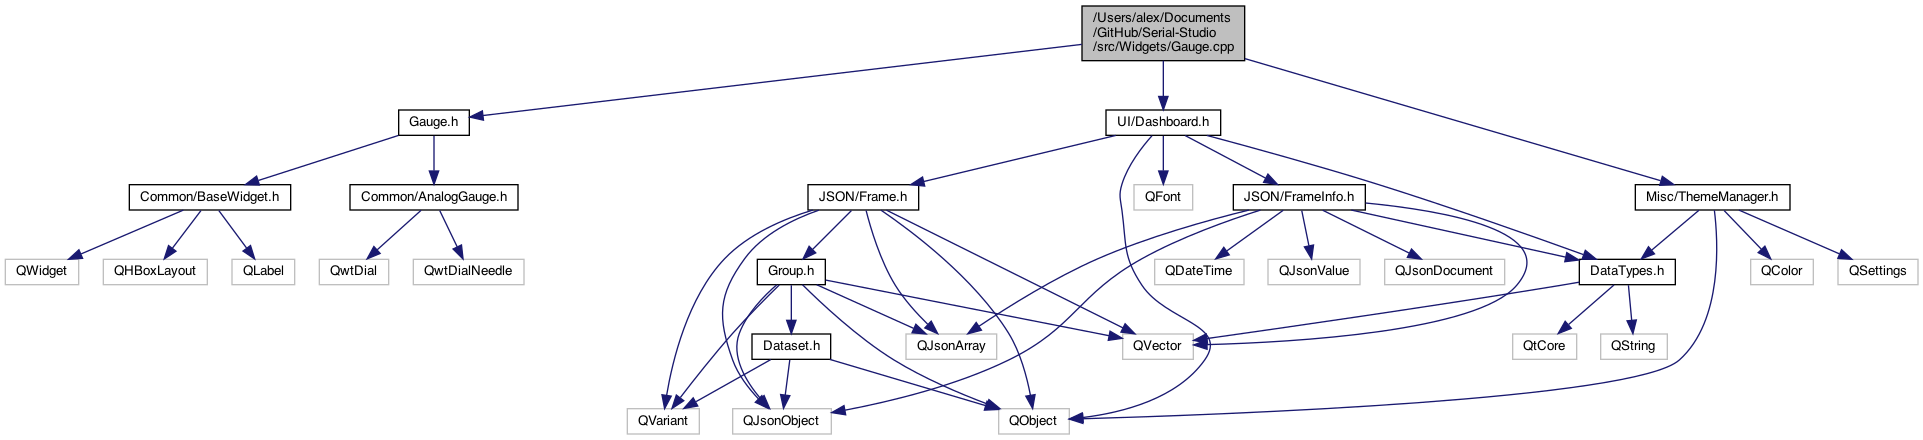 /Users/alex/Documents
/GitHub/Serial-Studio
/src/Widgets/Gauge.cpp
Gauge.h
UI/Dashboard.h
Common/BaseWidget.h
Common/AnalogGauge.h
JSON/Frame.h
QFont
JSON/FrameInfo.h
Misc/ThemeManager.h
QWidget
QHBoxLayout
QLabel
QwtDial
QwtDialNeedle
Group.h
QDateTime
QJsonValue
QJsonDocument
DataTypes.h
QColor
QSettings
Dataset.h
QJsonArray
QVector
QtCore
QString
QVariant
QJsonObject
QObject